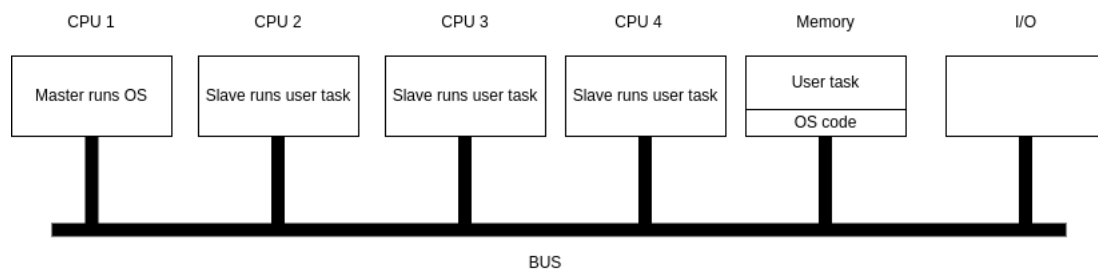 CPU 1
CPU 2
CPU 3
CPU 4
Memory
I/O
Master runs OS
Slave runs user task
Slave runs user task
Slave runs user task
User task
OS code
BUS